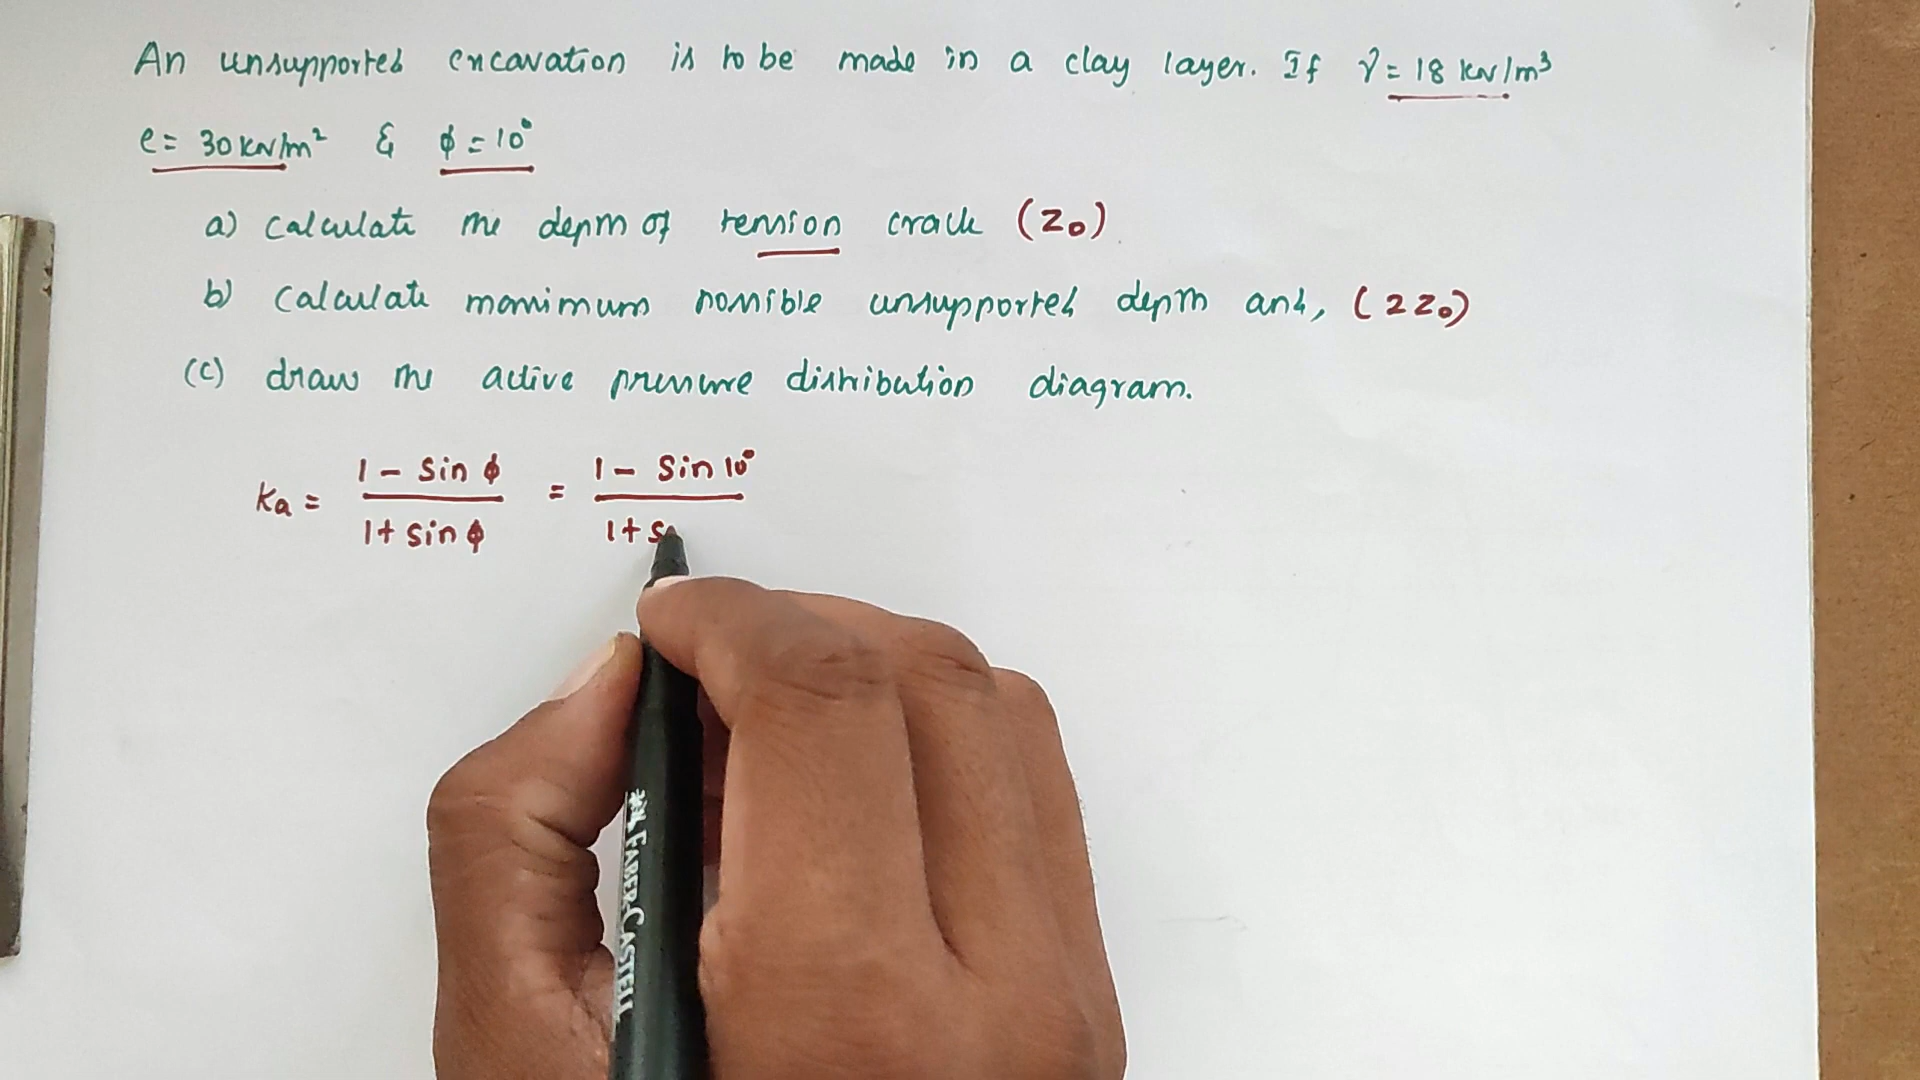 An unsupported excavation is to be made in a clay layer. If γ = 18 kN/m³
c = 30 kN/m² & ϕ = 10°
a) calculate the depth of tension crack (Z₀)
b) Calculate maximum possible unsupported depth and, (2Z₀)
(c) draw the active pressure distribution diagram.
Ka = (1 - Sin ϕ)/(1 + Sin ϕ) = (1 - Sin 10°)/(1 + S
FABER-CASTELL